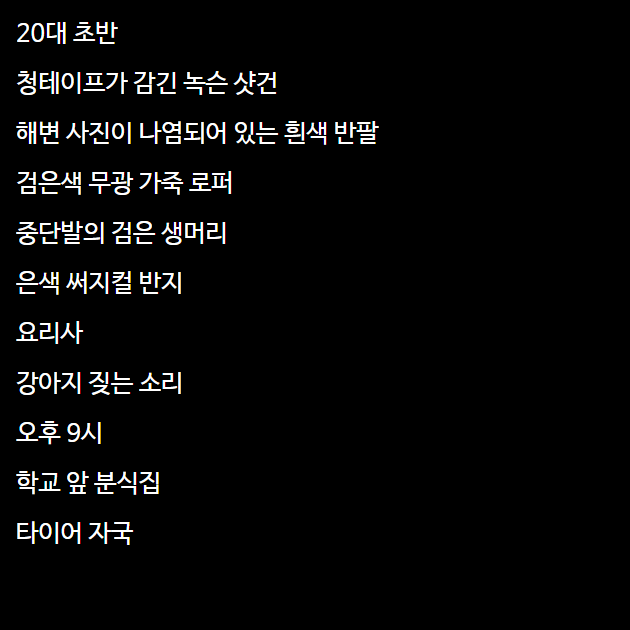 20대 초반
청테이프가 감긴 녹슨 샷건
해변 사진이 나염되어 있는 흰색 반팔
검은색 무광 가죽 로퍼
중단발의 검은 생머리
은색 써지컬 반지
요리사
강아지 짖는 소리
오후 9시
학교 앞 분식집
타이어 자국